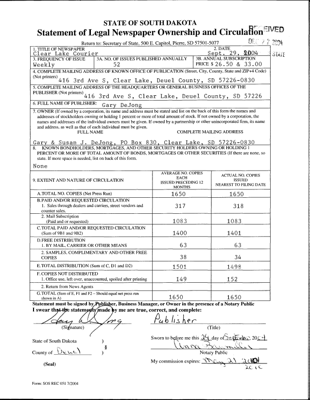 STATE OF SOUTH DAKOTA
Statement of Legal Newspaper Ownership and Circulation
Return to: Secretary of State, 500 E. Capitol, Pierre, SD 57501-5077
1. TITLE OF NEWSPAPER
Clear Lake Courier
2. DATE
Sept. 29, 2004
3. FREQUENCY OF ISSUE
Weekly
3A. NO. OF ISSUES PUBLISHED ANNUALLY
52
3B. ANNUAL SUBSCRIPTION
PRICE $ 26.50 & 33.00
4. COMPLETE MAILING ADDRESS OF KNOWN OFFICE OF PUBLICATION (Street, City, County, State and ZIP+4 Code)
(Not printers)
416 3rd Ave S, Clear Lake, Deuel County, SD 57226-0830
5. COMPLETE MAILING ADDRESS OF THE HEADQUARTERS OR GENERAL BUSINESS OFFICES OF THE
PUBLISHER (Not printers)
416 3rd Ave S, Clear Lake, Deuel County, SD 57226
6. FULL NAME OF PUBLISHER:
Gary DeJong
7. OWNER (If owned by a corporation, its name and address must be stated and list on the back of this form the names and
addresses of stockholders owning or holding 1 percent or more of total amount of stock. If not owned by a corporation, the
names and addresses of the individual owners must be given. If owned by a partnership or other unincorporated firm, its name
and address, as well as that of each individual must be given.
FULL NAME
COMPLETE MAILING ADDRESS
Gary & Susan J. DeJong, PO Box 830, Clear Lake, SD 57226-0830
8. KNOWN BONDHOLDERS, MORTGAGES, AND OTHER SECURITY HOLDERS OWNING OR HOLDING 1
PERCENT OR MORE OF TOTAL AMOUNT OF BONDS, MORTGAGES OR OTHER SECURITIES (If there are none, so
state. If more space is needed, list on back of this form.
None
9. EXTENT AND NATURE OF CIRCULATION
AVERAGE NO. COPIES
EACH
ISSUED PRECEDING 12
MONTHS
ACTUAL NO. COPIES
ISSUED
NEAREST TO FILING DATE
A. TOTAL NO. COPIES (Net Press Run)
1650
1650
B. PAID AND/OR REQUESTED CIRCULATION
1. Sales through dealers and carriers, street vendors and
counter sales.
317
318
2. Mail Subscription
(Paid and or requested)
1083
1083
C. TOTAL PAID AND/OR REQUESTED CIRCULATION
(Sum of 9B1 and 9B2)
1400
1401
D. FREE DISTRIBUTION
1. BY MAIL, CARRIER OR OTHER MEANS
63
63
2. SAMPLES, COMPLIMENTARY AND OTHER FREE
COPIES
38
34
E. TOTAL DISTRIBUTION (Sum of C, D1 and D2)
1501
1498
F. COPIES NOT DISTRIBUTED
1. Office use, left over, unaccounted, spoiled after printing
149
152
2. Return from News Agents
G. TOTAL (Sum of E, F1 and F2 – Should equal net press run
shown in A)
1650
1650
Statement must be signed by Publisher, Business Manager, or Owner in the presence of a Notary Public
I swear that the statements made by me are true, correct, and complete:
Publisher
(Signature)
(Title)
State of South Dakota
Sworn to before me this
day of
County of Deuel
Notary Public
(Seal)
My commission expires:
Form: SOS REC 051 7/2004